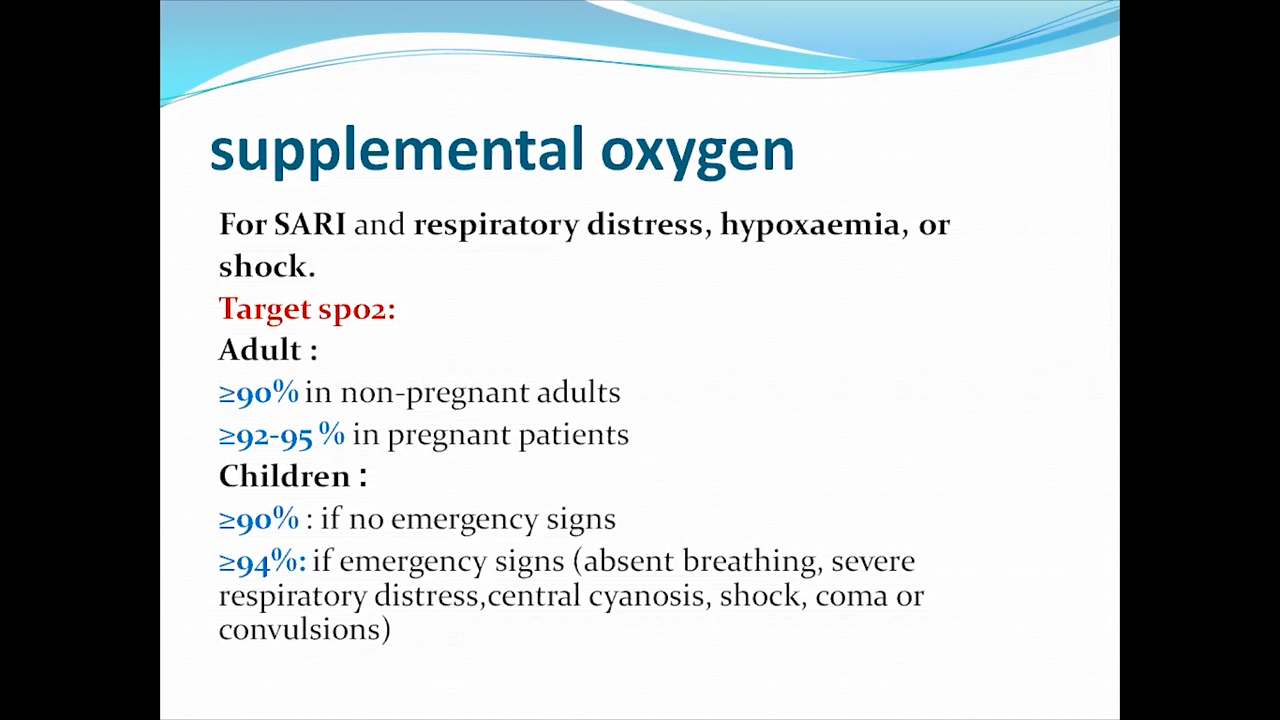 supplemental oxygen
For SARI and respiratory distress, hypoxaemia, or
shock.
Target spo2:
Adult :
≥90% in non-pregnant adults
≥92-95 % in pregnant patients
Children :
≥90% : if no emergency signs
≥94%: if emergency signs (absent breathing, severe
respiratory distress,central cyanosis, shock, coma or
convulsions)